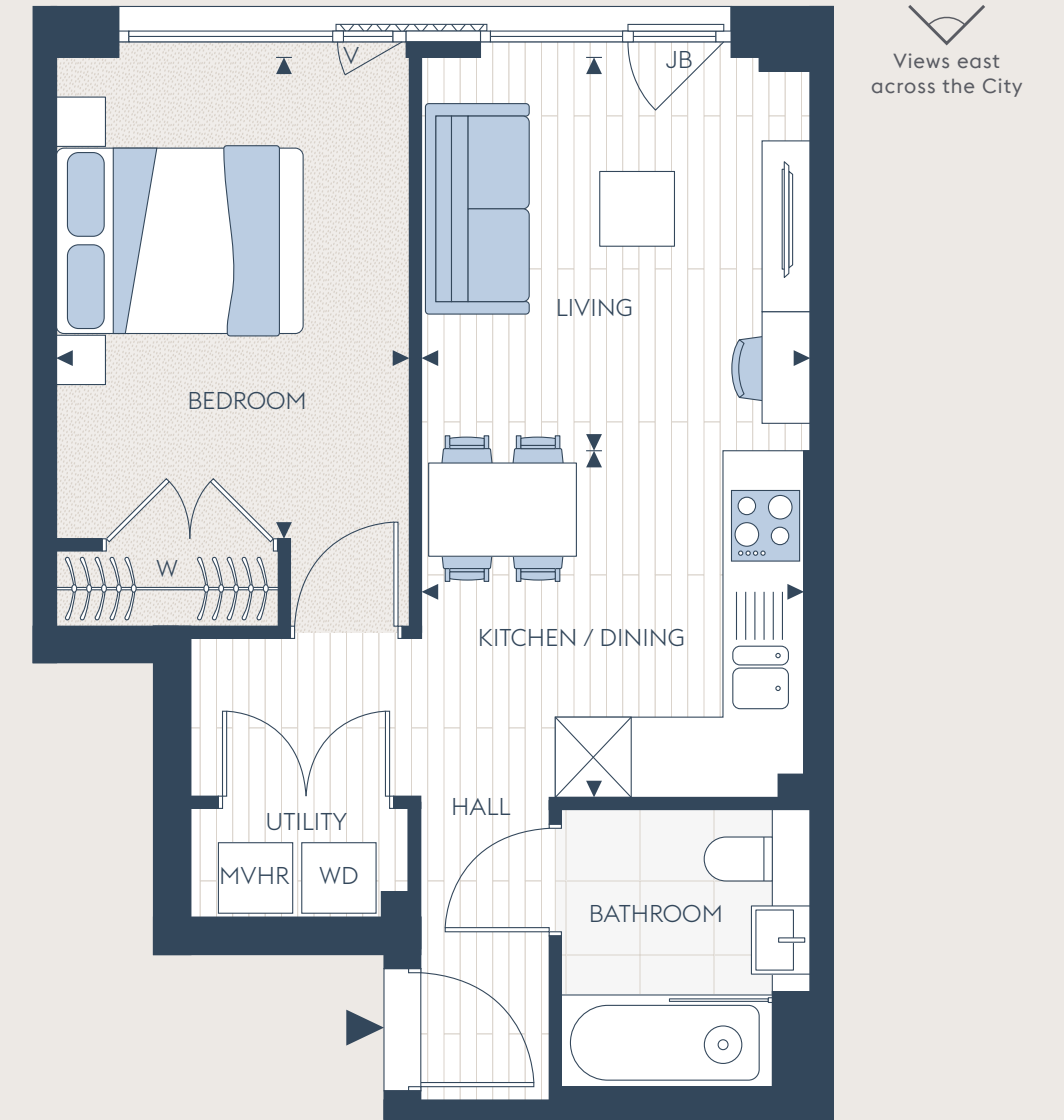 Views east
across the City
V
JB
LIVING
BEDROOM
W
KITCHEN / DINING
HALL
UTILITY
MVHR
WD
BATHROOM